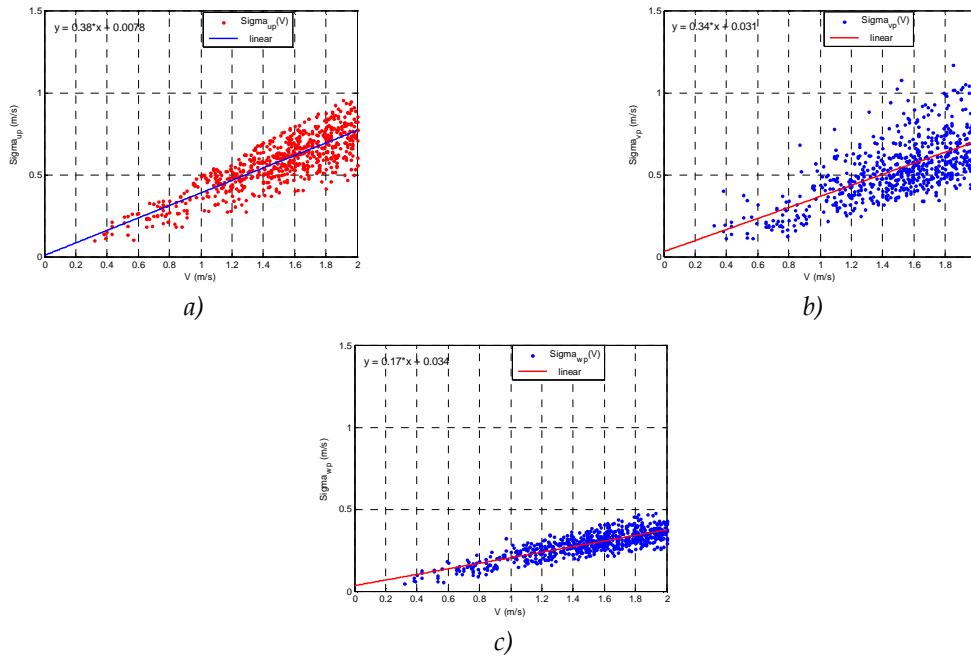 y = 0.38*x + 0.0078
Sigma_up(V)
linear
1.5
1
0.5
0
Sigma_up (m/s)
0 0.2 0.4 0.6 0.8 1 1.2 1.4 1.6 1.8 2
V (m/s)
a)
y = 0.34*x + 0.031
Sigma_vp(V)
linear
1.5
1
0.5
0
Sigma_vp (m/s)
0 0.2 0.4 0.6 0.8 1 1.2 1.4 1.6 1.8
V (m/s)
b)
y = 0.17*x + 0.034
Sigma_wp(V)
linear
1.5
1
0.5
0
Sigma_wp (m/s)
0 0.2 0.4 0.6 0.8 1 1.2 1.4 1.6 1.8 2
V (m/s)
c)